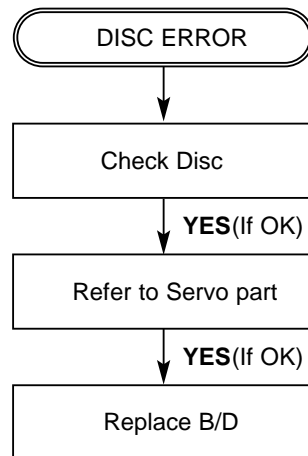 DISC ERROR
Check Disc
YES(If OK)
Refer to Servo part
YES(If OK)
Replace B/D